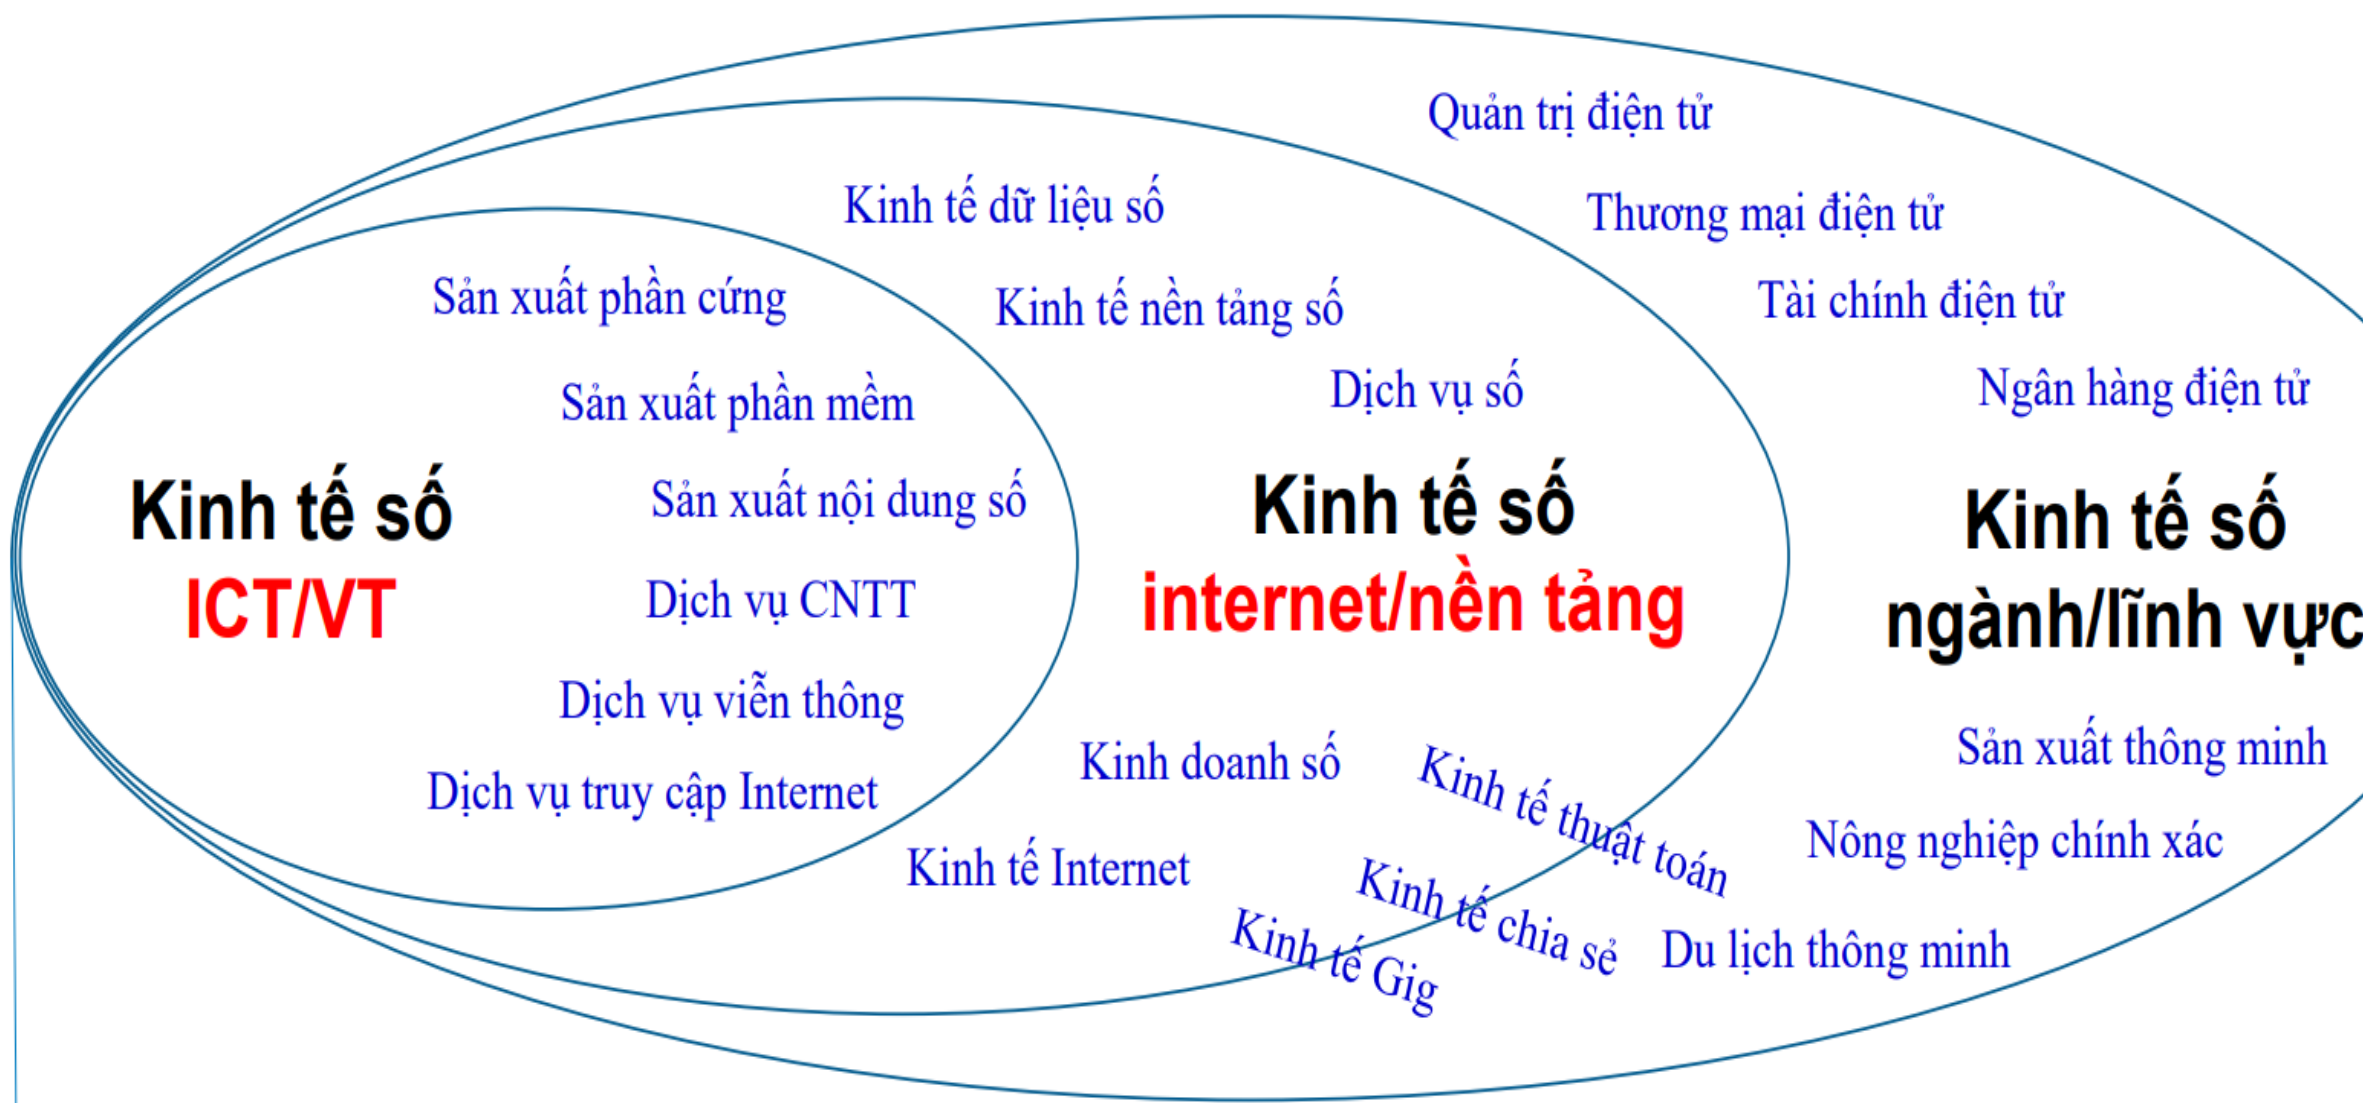 Kinh tế số
ICT/VT
Sản xuất phần cứng
Sản xuất phần mềm
Sản xuất nội dung số
Dịch vụ CNTT
Dịch vụ viễn thông
Dịch vụ truy cập Internet
Kinh tế dữ liệu số
Kinh tế nền tảng số
Dịch vụ số
Kinh tế số
internet/nền tảng
Kinh doanh số
Kinh tế Internet
Kinh tế thuật toán
Kinh tế chia sẻ
Kinh tế Gig
Quản trị điện tử
Thương mại điện tử
Tài chính điện tử
Ngân hàng điện tử
Kinh tế số
ngành/lĩnh vực
Sản xuất thông minh
Nông nghiệp chính xác
Du lịch thông minh